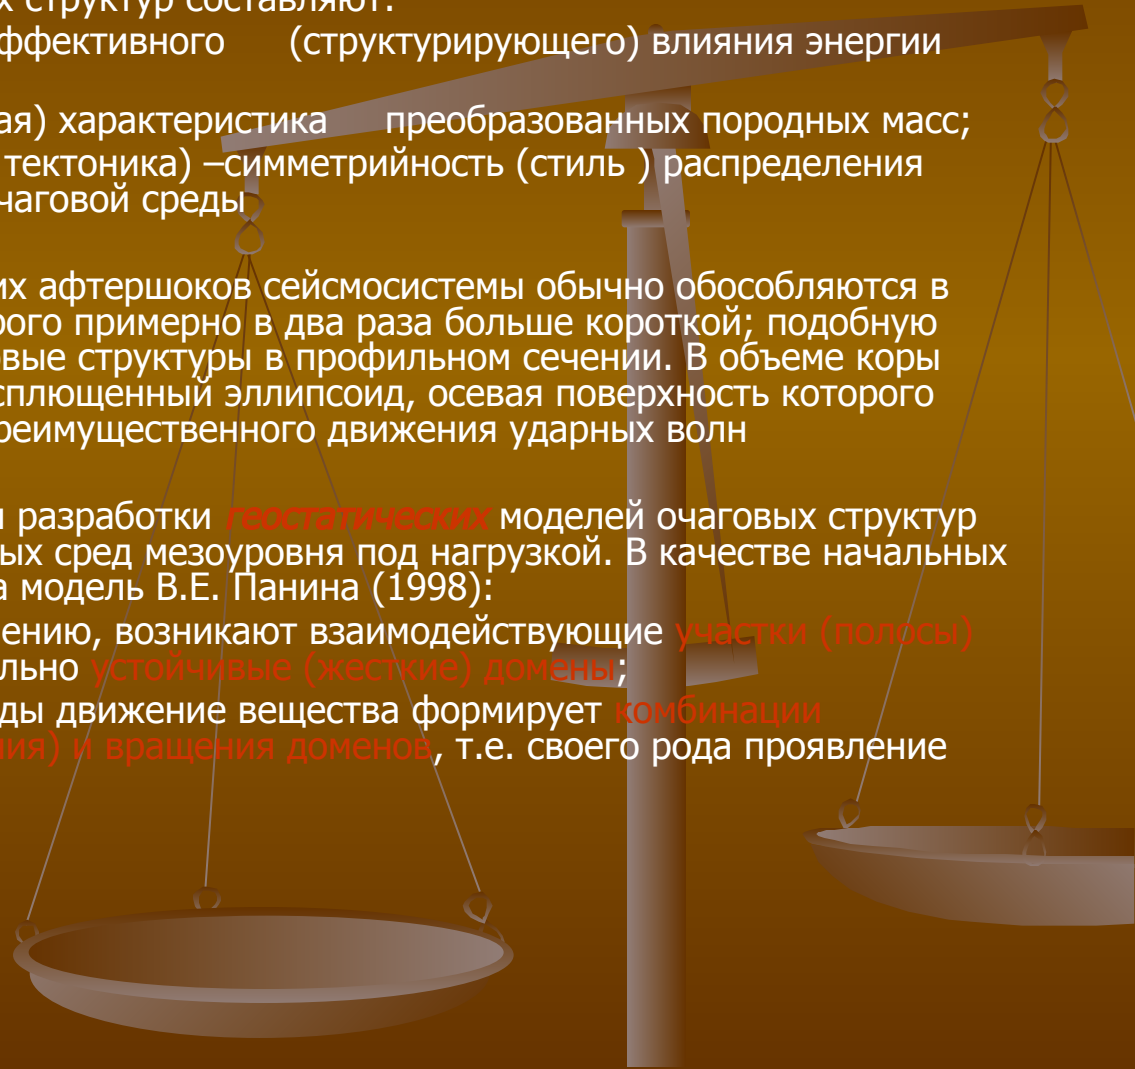 х структур составляют:
ффективного (структурирующего) влияния энергии
ая) характеристика преобразованных породных масс;
тектоника) –симметрийность (стиль ) распределения
чаговой среды
их афтершоков сейсмосистемы обычно обособляются в
рого примерно в два раза больше короткой; подобную
овые структуры в профильном сечении. В объеме коры
сплющенный эллипсоид, осевая поверхность которого
реимущественного движения ударных волн
и разработки геостатических моделей очаговых структур
ных сред мезоуровня под нагрузкой. В качестве начальных
а модель В.Е. Панина (1998):
ению, возникают взаимодействующие участки (полосы)
льно устойчивые (жесткие) домены;
ды движение вещества формирует комбинации
ния) и вращения доменов, т.е. своего рода проявление